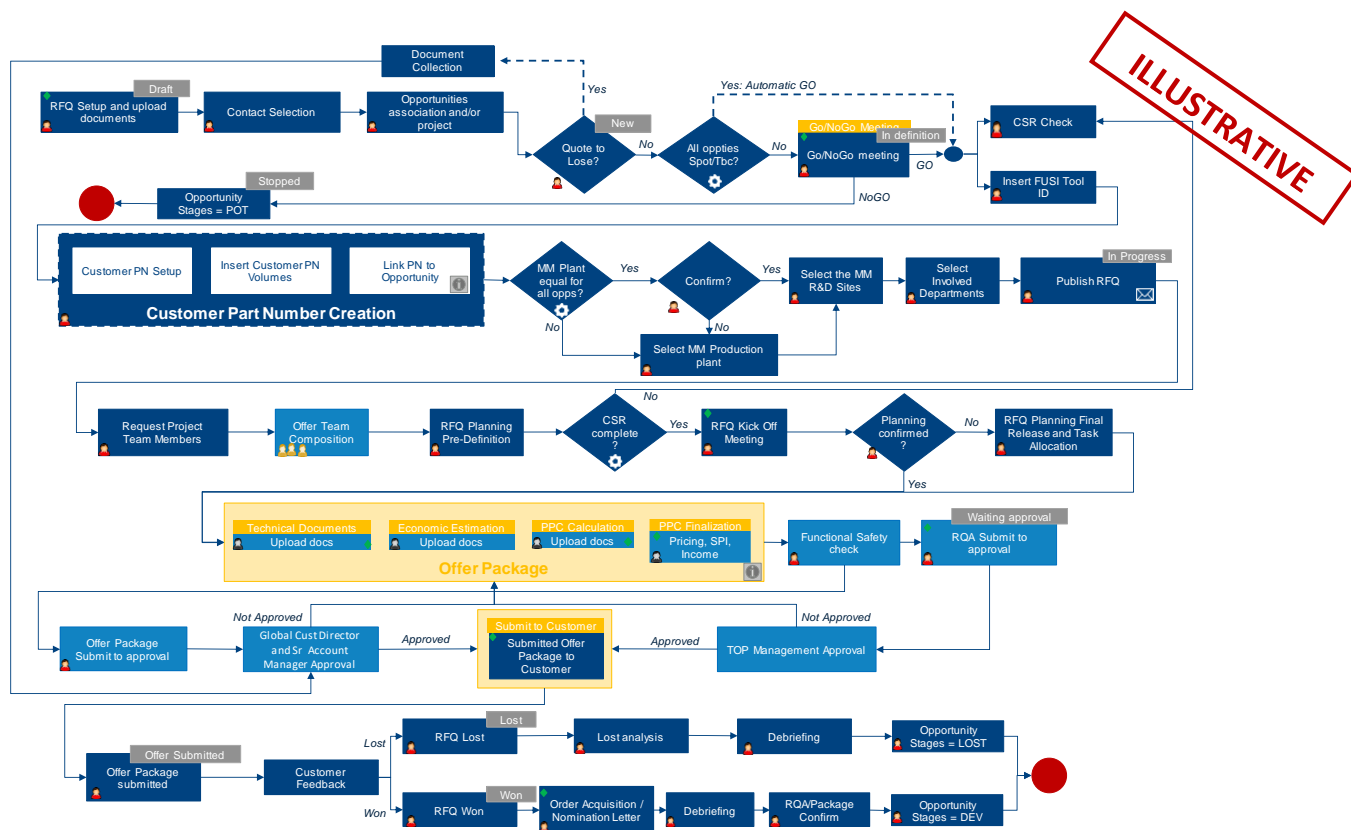 ILLUSTRATIVE
Document
Collection
Draft
RFQ Setup and upload
documents
Contact Selection
Opportunities
association and/or
project
Yes
New
Quote to
Lose?
No
Yes: Automatic GO
All oppties
Spot/Tbc?
No
Go/NoGo Meeting
In definition
Go/NoGo meeting
GO
NoGO
CSR Check
Insert FUSI Tool
ID
Stopped
Opportunity
Stages = POT
Customer PN Setup
Insert Customer PN
Volumes
Link PN to
Opportunity
Customer Part Number Creation
MM Plant
equal for
all opps?
Yes
No
Confirm?
Yes
No
Select MM Production
plant
Select the MM
R&D Sites
Select
Involved
Departments
In Progress
Publish RFQ
Request Project
Team Members
Offer Team
Composition
RFQ Planning
Pre-Definition
No
CSR
complete
?
Yes
RFQ Kick Off
Meeting
Planning
confirmed
?
No
Yes
RFQ Planning Final
Release and Task
Allocation
Technical Documents
Upload docs
Economic Estimation
Upload docs
PPC Calculation
Upload docs
PPC Finalization
Pricing, SPI,
Income
Offer Package
Functional Safety
check
Waiting approval
RQA Submit to
approval
Offer Package
Submit to approval
Not Approved
Global Cust Director
and Sr Account
Manager Approval
Approved
Submit to Customer
Submitted Offer
Package to
Customer
Not Approved
Approved
TOP Management Approval
Offer Submitted
Offer Package
submitted
Customer
Feedback
Lost
Lost
RFQ Lost
Lost analysis
Debriefing
Opportunity
Stages = LOST
Won
Won
RFQ Won
Order Acquisition /
Nomination Letter
Debriefing
RQA/Package
Confirm
Opportunity
Stages = DEV